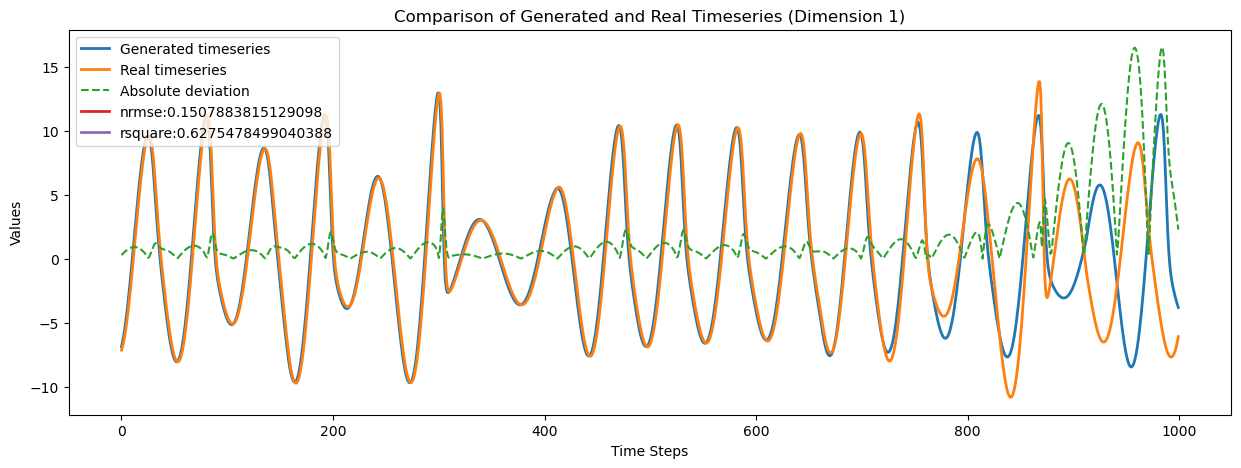 Comparison of Generated and Real Timeseries (Dimension 1)
Generated timeseries
Real timeseries
Absolute deviation
nrmse:0.1507883815129098
rsquare:0.6275478499040388
Values
15
10
5
0
−5
−10
0
200
400
600
800
1000
Time Steps